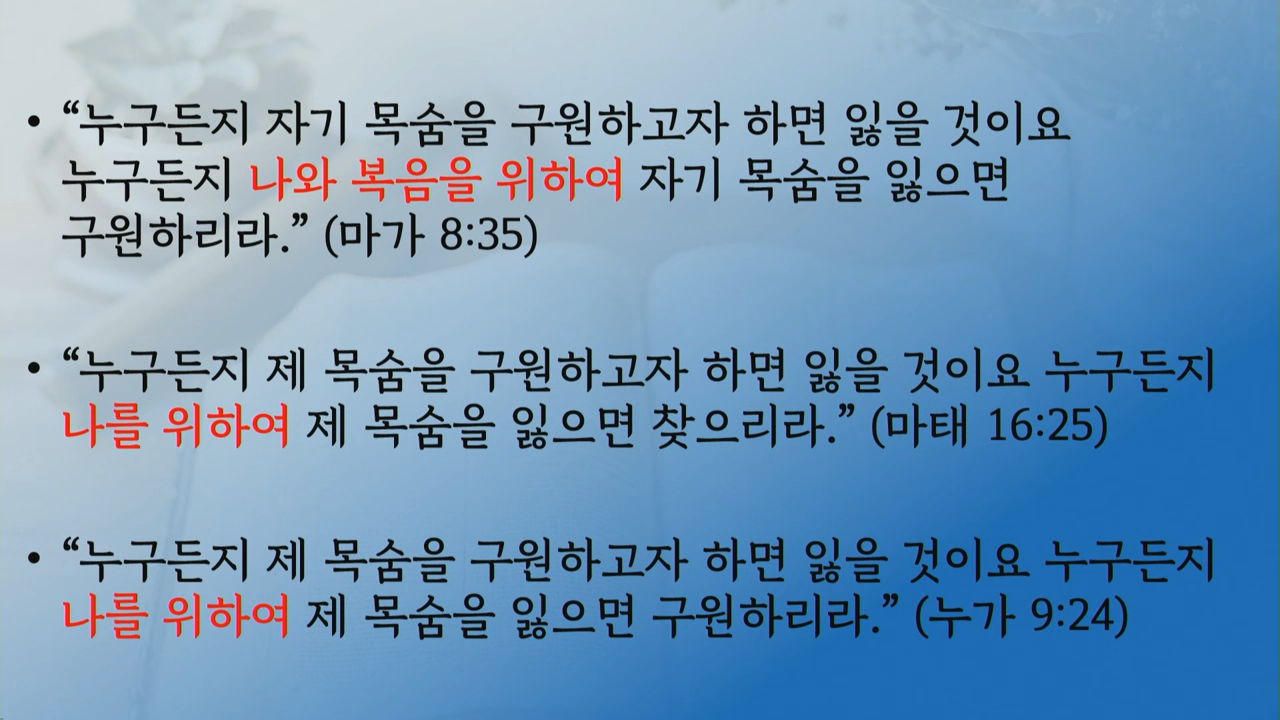 • “누구든지 자기 목숨을 구원하고자 하면 잃을 것이요
누구든지 나와 복음을 위하여 자기 목숨을 잃으면
구원하리라.” (마가 8:35)
• “누구든지 제 목숨을 구원하고자 하면 잃을 것이요 누구든지
나를 위하여 제 목숨을 잃으면 찾으리라.” (마태 16:25)
• “누구든지 제 목숨을 구원하고자 하면 잃을 것이요 누구든지
나를 위하여 제 목숨을 잃으면 구원하리라.” (누가 9:24)